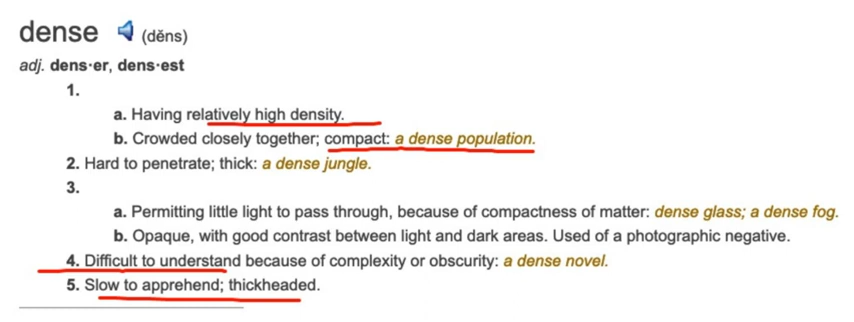 dense (dĕns)
adj. dens·er, dens·est
1.
a. Having relatively high density.
b. Crowded closely together; compact: a dense population.
2. Hard to penetrate; thick: a dense jungle.
3.
a. Permitting little light to pass through, because of compactness of matter: dense glass; a dense fog.
b. Opaque, with good contrast between light and dark areas. Used of a photographic negative.
4. Difficult to understand because of complexity or obscurity: a dense novel.
5. Slow to apprehend; thickheaded.